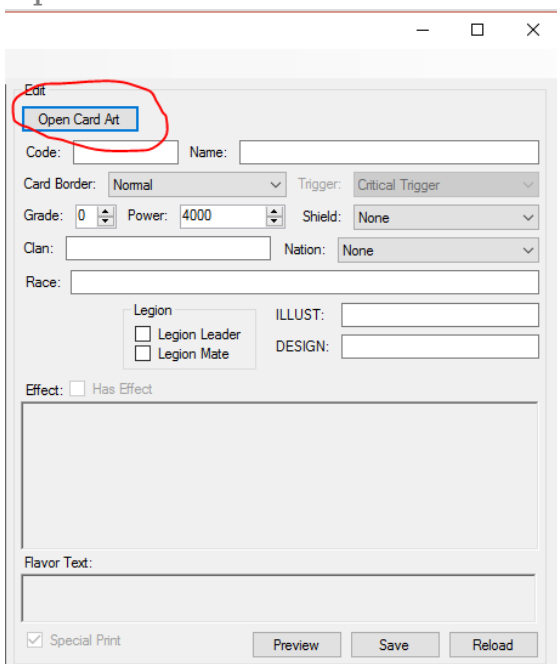 Edit
Open Card Art
Code: Name:
Card Border: Normal Trigger: Critical Trigger
Grade: 0 Power: 4000 Shield: None
Clan: Nation: None
Race:
Legion ILLUST:
Legion Leader
Legion Mate DESIGN:
Effect: Has Effect
Flavor Text:
Special Print Preview Save Reload